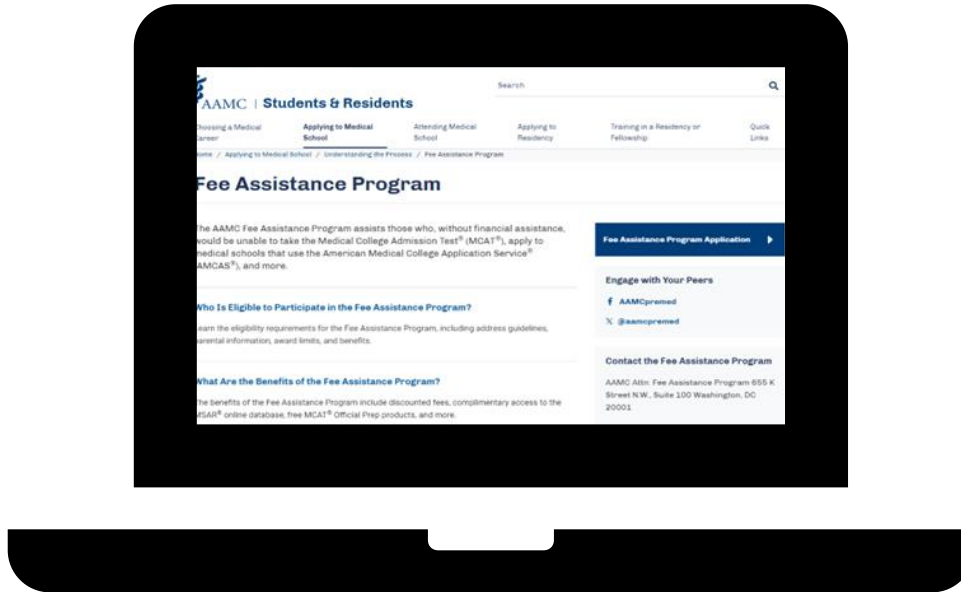 Search
AAMC | Students & Residents
Choosing a Medical Career
Applying to Medical School
Attending Medical School
Applying to Residency
Training in a Residency or Fellowship
Quick Links
Home / Applying to Medical School / Understanding the Process / Fee Assistance Program
Fee Assistance Program
The AAMC Fee Assistance Program assists those who, without financial assistance,
would be unable to take the Medical College Admission Test® (MCAT®), apply to
medical schools that use the American Medical College Application Service®
(AMCAS®), and more.
Who Is Eligible to Participate in the Fee Assistance Program?
Learn the eligibility requirements for the Fee Assistance Program, including address guidelines,
parental information, award limits, and benefits.
What Are the Benefits of the Fee Assistance Program?
The benefits of the Fee Assistance Program include discounted fees, complimentary access to the
MSAR® online database, free MCAT® Official Prep products, and more.
Fee Assistance Program Application
Engage with Your Peers
AAMCpremed
@aamcpremed
Contact the Fee Assistance Program
AAMC Attn: Fee Assistance Program 655 K
Street N.W., Suite 100 Washington, DC
20001